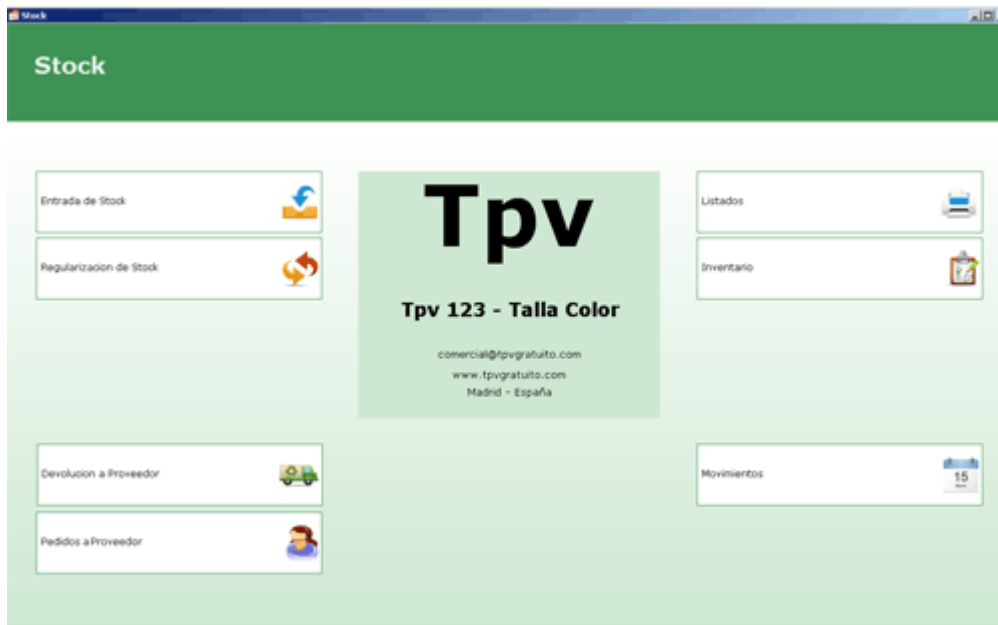 Stock
Stock
Entrada de Stock
Regularizacion de Stock
Tpv
Tpv 123 - Talla Color
comercial@tpvgratuito.com
www.tpvgratuito.com
Madrid - España
Listados
Inventario
Devolucion a Proveedor
Pedidos a Proveedor
Movimientos
15